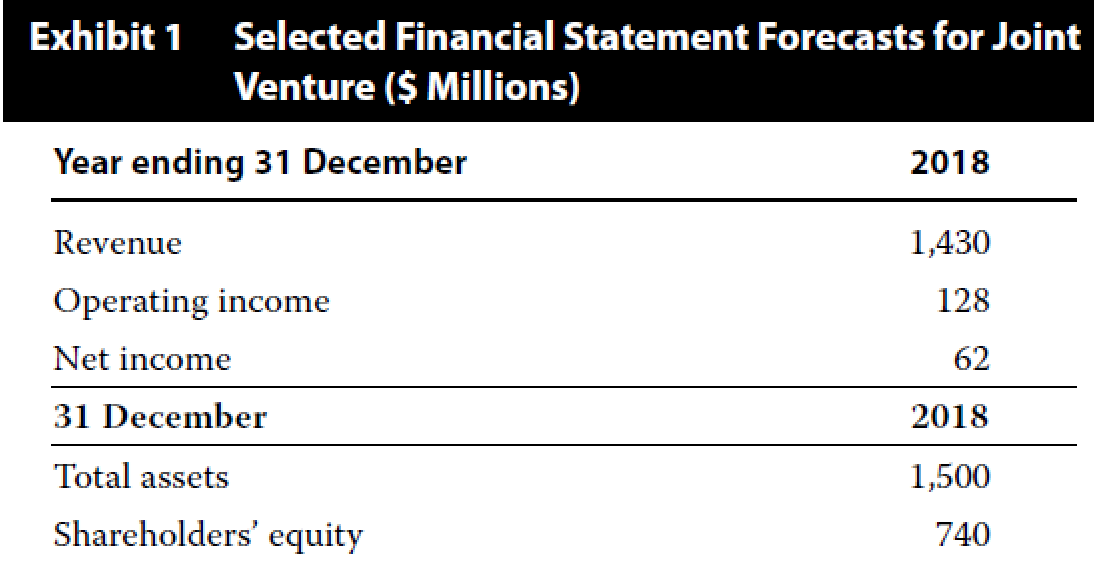 Exhibit 1 Selected Financial Statement Forecasts for Joint
Venture ($ Millions)
Year ending 31 December 2018
Revenue 1,430
Operating income 128
Net income 62
31 December 2018
Total assets 1,500
Shareholders’ equity 740